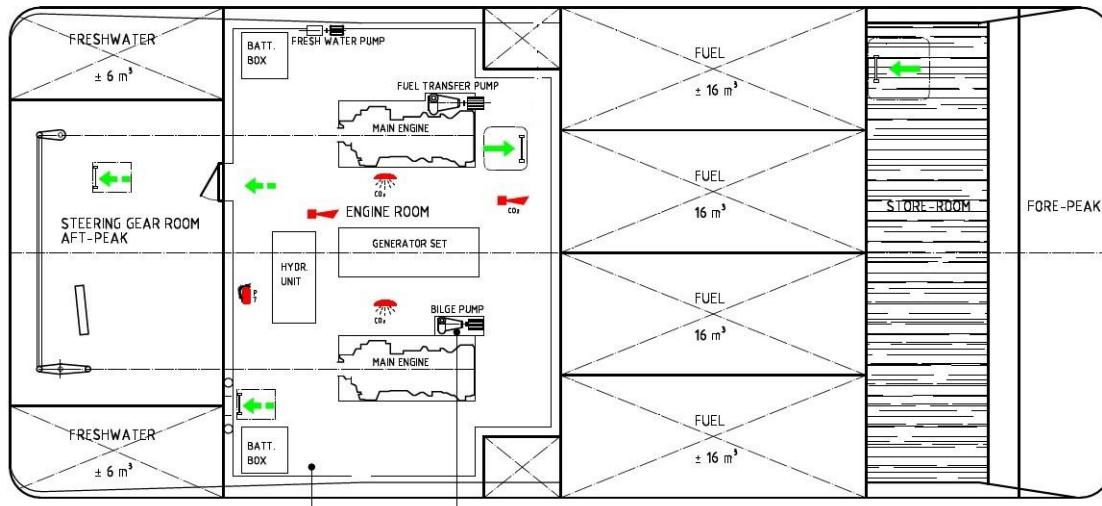 FRESHWATER
± 6 m³
BATT.
BOX
FRESH WATER PUMP
FUEL TRANSFER PUMP
MAIN ENGINE
FUEL
± 16 m³
CO₂
CO₂
ENGINE ROOM
STEERING GEAR ROOM
AFT-PEAK
GENERATOR SET
HYDR.
UNIT
P
7
CO₂
BILGE PUMP
MAIN ENGINE
FUEL
16 m³
STORE-ROOM
FORE-PEAK
FUEL
16 m³
FRESHWATER
± 6 m³
BATT.
BOX
FUEL
± 16 m³